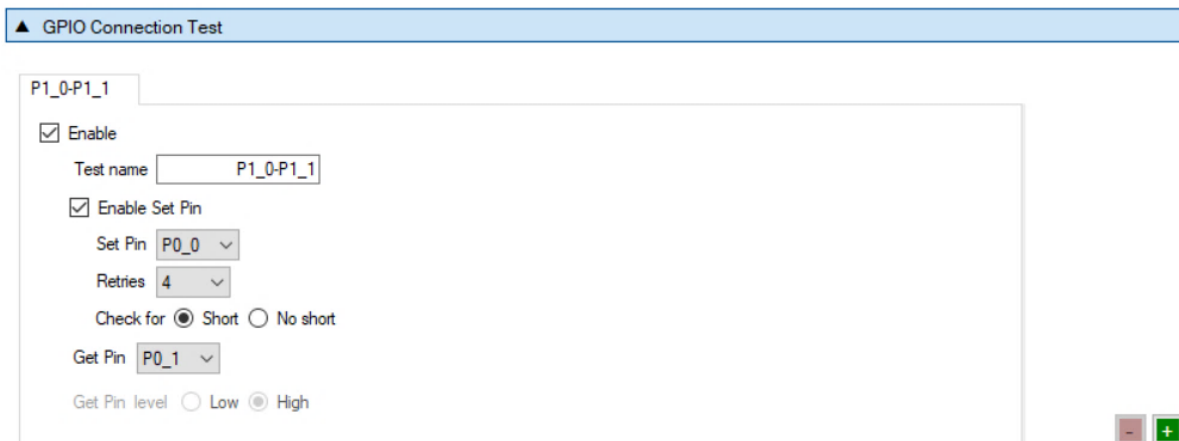 ▲ GPIO Connection Test
P1_0-P1_1
Enable
Test name P1_0-P1_1
Enable Set Pin
Set Pin P0_0
Retries 4
Check for Short No short
Get Pin P0_1
Get Pin level Low High
- +